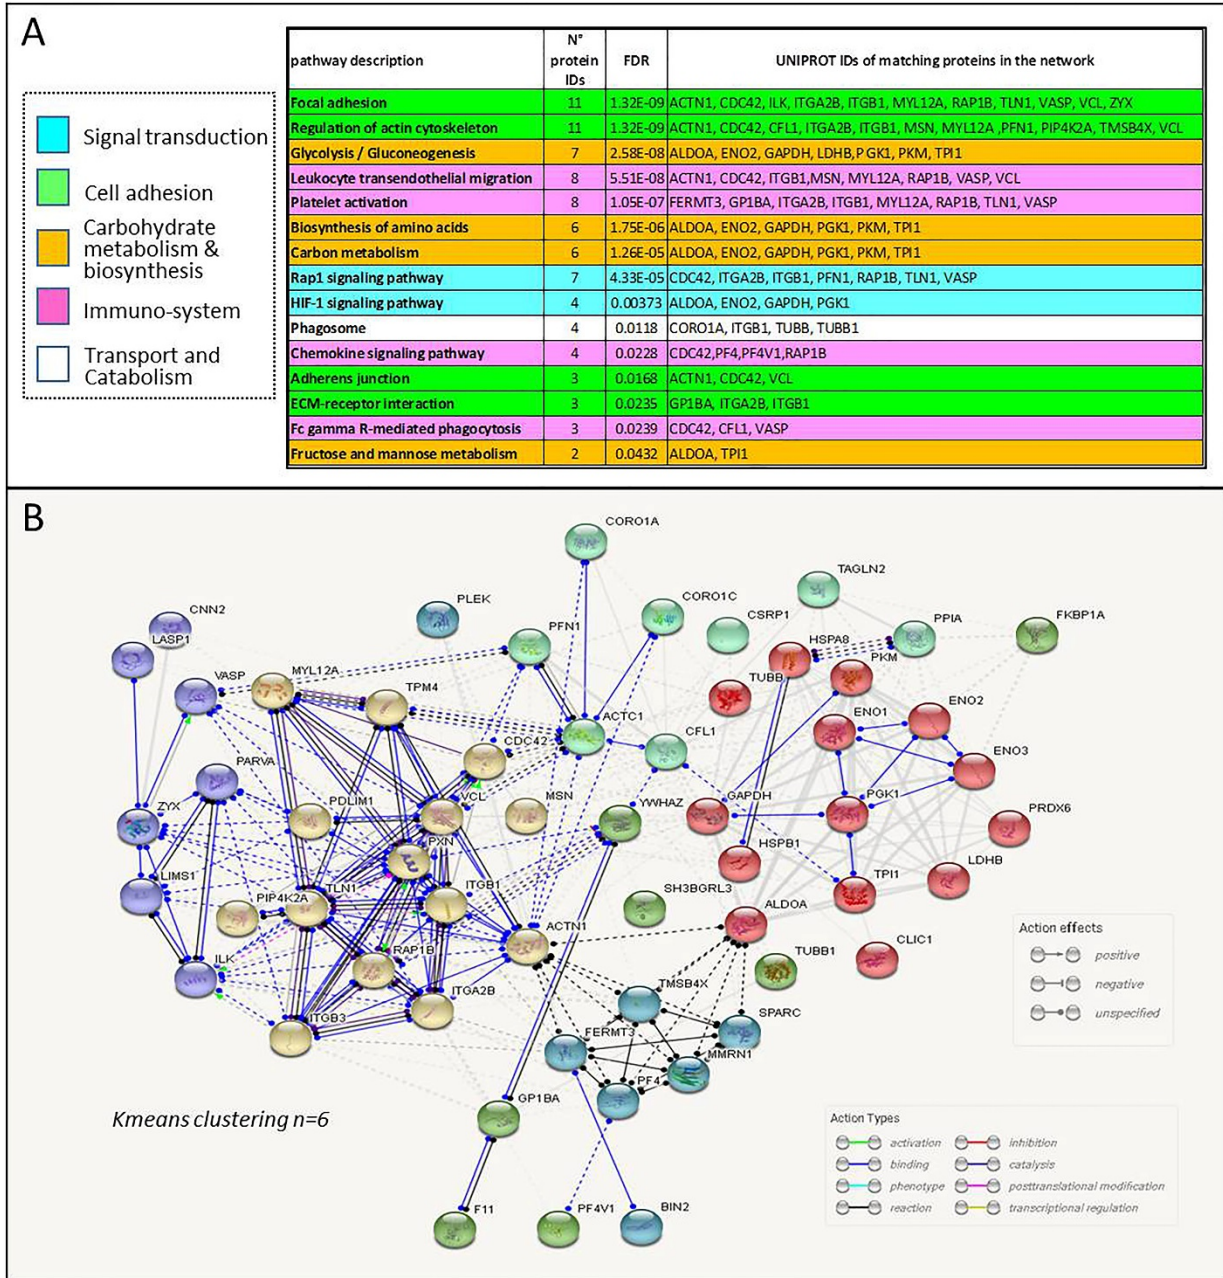 A
Signal transduction
Cell adhesion
Carbohydrate
metabolism &
biosynthesis
Immuno-system
Transport and
Catabolism
pathway description N° protein IDs FDR UNIPROT IDs of matching proteins in the network
Focal adhesion 11 1.32E-09 ACTN1, CDC42, ILK, ITGA2B, ITGB1, MYL12A, RAP1B, TLN1, VASP, VCL, ZYX
Regulation of actin cytoskeleton 11 1.32E-09 ACTN1, CDC42, CFL1, ITGA2B, ITGB1, MSN, MYL12A ,PFN1, PIP4K2A, TMSB4X, VCL
Glycolysis / Gluconeogenesis 7 2.58E-08 ALDOA, ENO2, GAPDH, LDHB,P GK1, PKM, TPI1
Leukocyte transendothelial migration 8 5.51E-08 ACTN1, CDC42, ITGB1,MSN, MYL12A, RAP1B, VASP, VCL
Platelet activation 8 1.05E-07 FERMT3, GP1BA, ITGA2B, ITGB1, MYL12A, RAP1B, TLN1, VASP
Biosynthesis of amino acids 6 1.75E-06 ALDOA, ENO2, GAPDH, PGK1, PKM, TPI1
Carbon metabolism 6 1.26E-05 ALDOA, ENO2, GAPDH, PGK1, PKM, TPI1
Rap1 signaling pathway 7 4.33E-05 CDC42, ITGA2B, ITGB1, PFN1, RAP1B, TLN1, VASP
HIF-1 signaling pathway 4 0.00373 ALDOA, ENO2, GAPDH, PGK1
Phagosome 4 0.0118 CORO1A, ITGB1, TUBB, TUBB1
Chemokine signaling pathway 4 0.0228 CDC42,PF4,PF4V1,RAP1B
Adherens junction 3 0.0168 ACTN1, CDC42, VCL
ECM-receptor interaction 3 0.0235 GP1BA, ITGA2B, ITGB1
Fc gamma R-mediated phagocytosis 3 0.0239 CDC42, CFL1, VASP
Fructose and mannose metabolism 2 0.0432 ALDOA, TPI1
B
CORO1A
TAGLN2
PLEK
CORO1C
CNN2
CSRP1
PPIA
FKBP1A
LASP1
PFN1
HSPA8
PKM
VASP
MYL12A
TPM4
TUBB
ENO2
ACTC1
ENO1
CDC42
CFL1
ENO3
PARVA
PDLIM1
VCL
MSN
YWHAZ
GAPDH
PGK1
ZYX
PRDX6
PXN
HSPB1
LIMS1
TLN1
ITGB1
TPI1
LDHB
PIP4K2A
SH3BGRL3
ALDOA
ACTN1
CLIC1
RAP1B
TUBB1
ILK
ITGA2B
TMSB4X
SPARC
ITGB3
FERMT3
MMRN1
PF4
GP1BA
F11
PF4V1
BIN2
Kmeans clustering n=6
Action effects
positive
negative
unspecified
Action Types
activation inhibition
binding catalysis
phenotype posttranslational modification
reaction transcriptional regulation